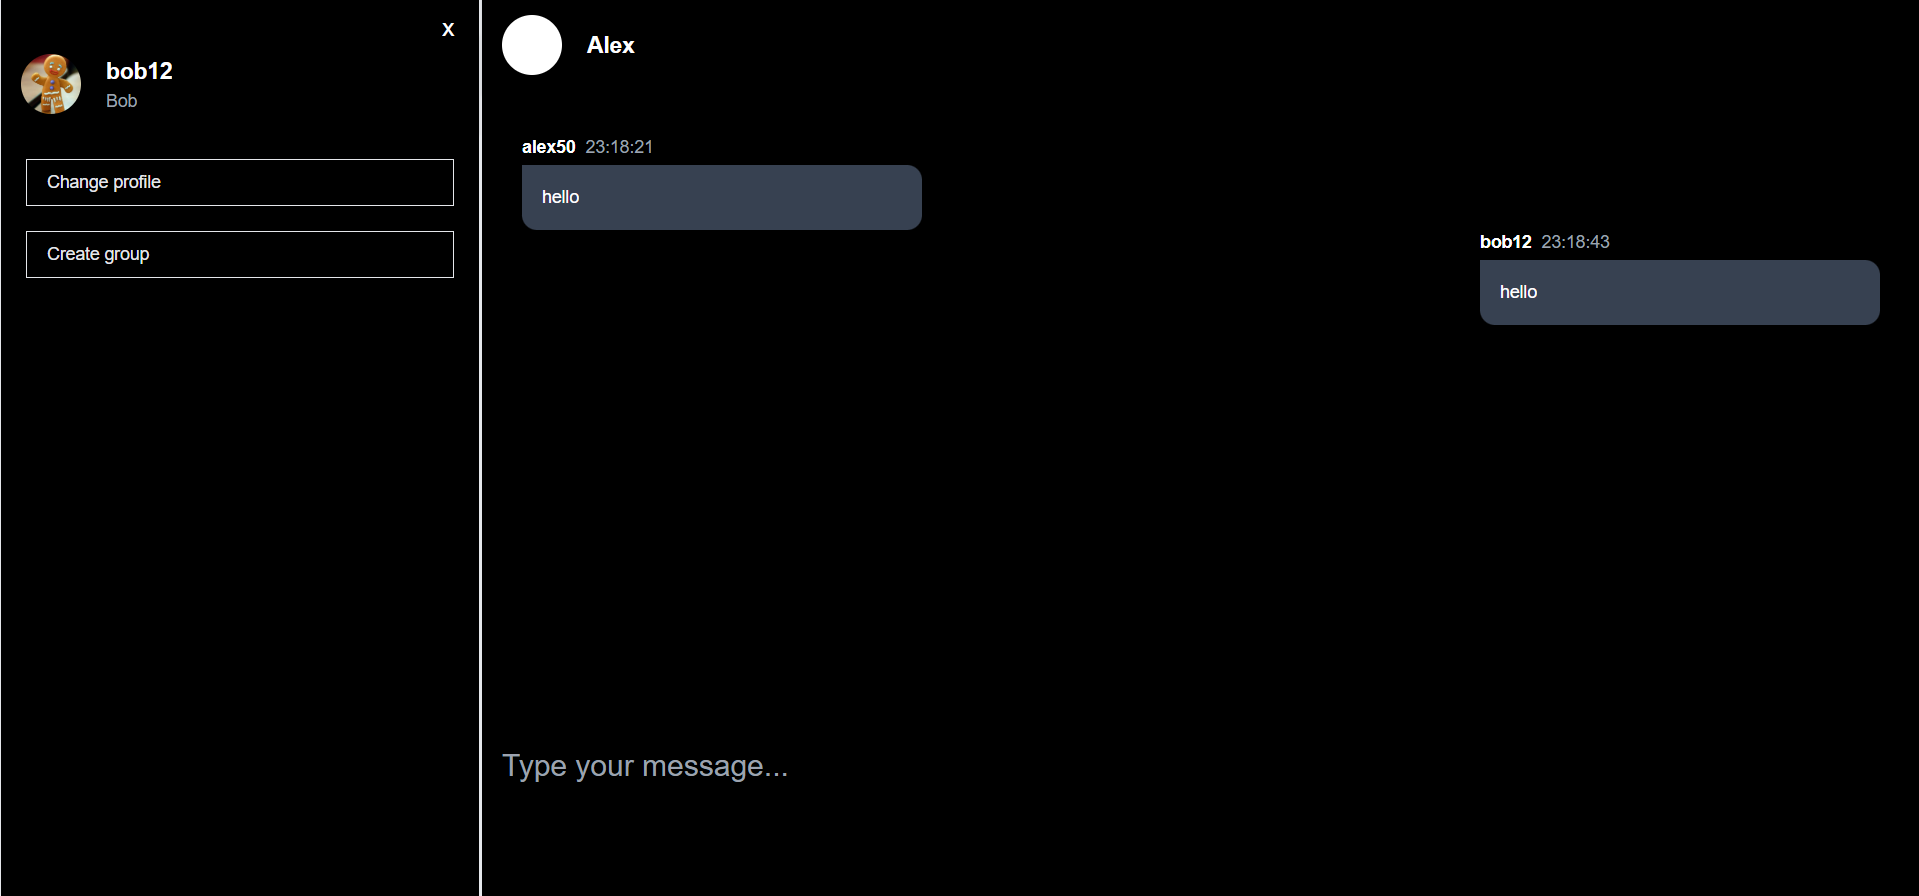 X
bob12
Bob
Change profile
Create group
Alex
alex50 23:18:21
hello
bob12 23:18:43
hello
Type your message...